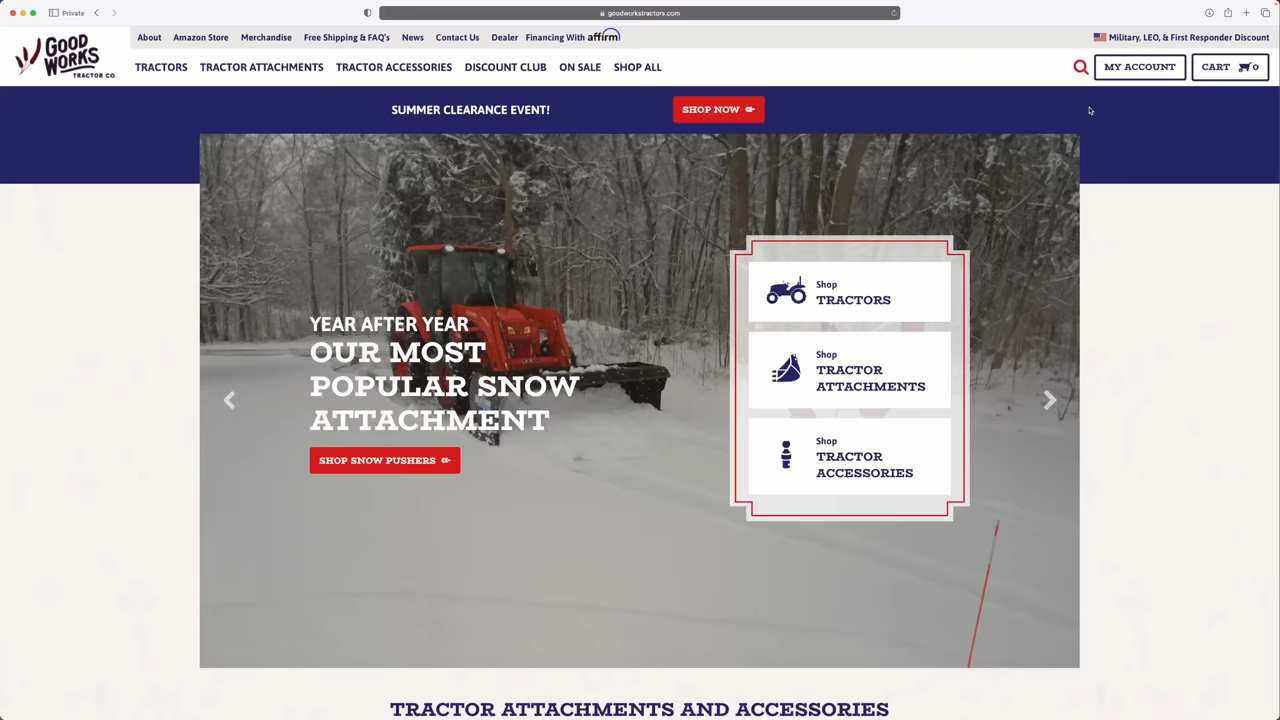 Private
goodworkstractors.com
About Amazon Store Merchandise Free Shipping & FAQ's News Contact Us Dealer Financing With affirm
Military, LEO, & First Responder Discount
GOOD
WORKS
TRACTOR CO.
TRACTORS TRACTOR ATTACHMENTS TRACTOR ACCESSORIES DISCOUNT CLUB ON SALE SHOP ALL
MY ACCOUNT
CART 0
SUMMER CLEARANCE EVENT!
SHOP NOW
YEAR AFTER YEAR
OUR MOST
POPULAR SNOW
ATTACHMENT
SHOP SNOW PUSHERS
Shop
TRACTORS
Shop
TRACTOR
ATTACHMENTS
Shop
TRACTOR
ACCESSORIES
TRACTOR ATTACHMENTS AND ACCESSORIES